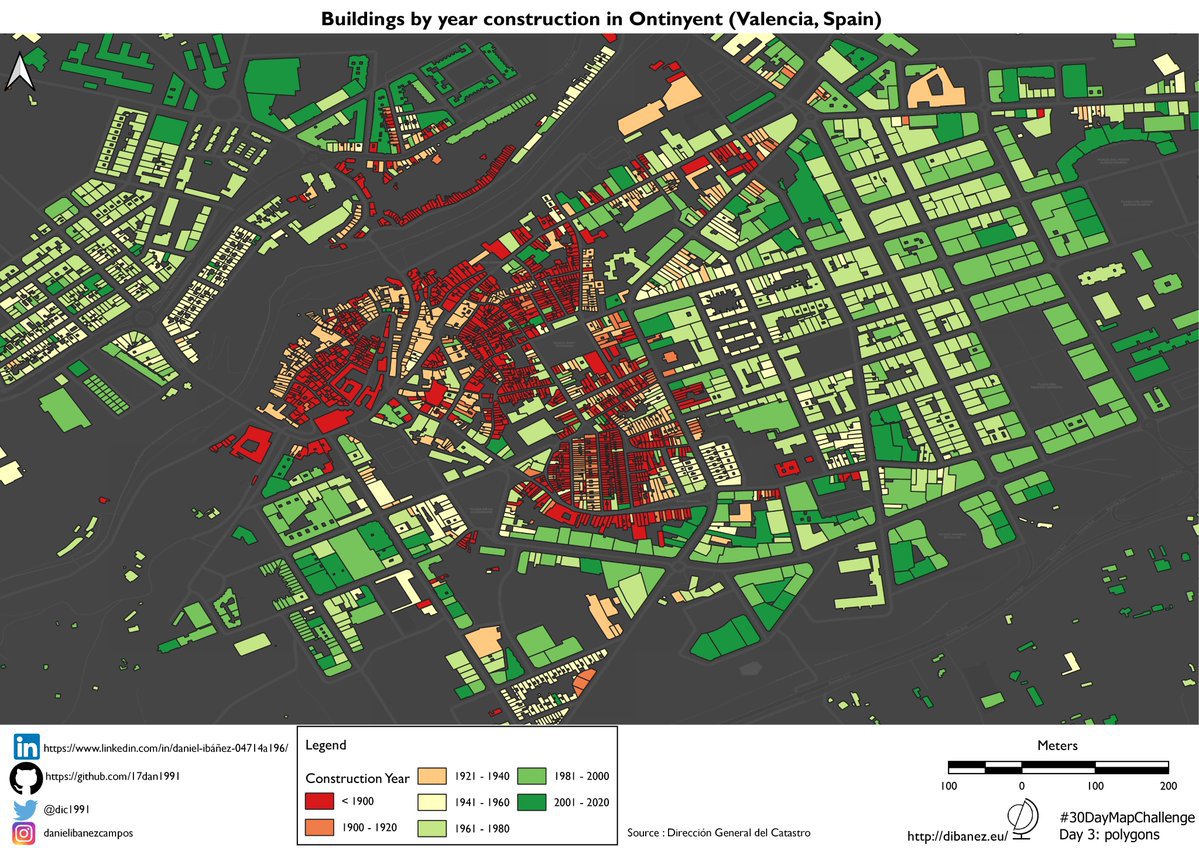 Buildings by year construction in Ontinyent (Valencia, Spain)
https://www.linkedin.com/in/daniel-ibáñez-04714a196/
https://github.com/17dan1991
@dic1991
danielibanezcampos
Legend
Construction Year
< 1900
1900 - 1920
1921 - 1940
1941 - 1960
1961 - 1980
1981 - 2000
2001 - 2020
Source : Dirección General del Catastro
Meters
100 0 100 200
http://dibanez.eu/
#30DayMapChallenge
Day 3: polygons